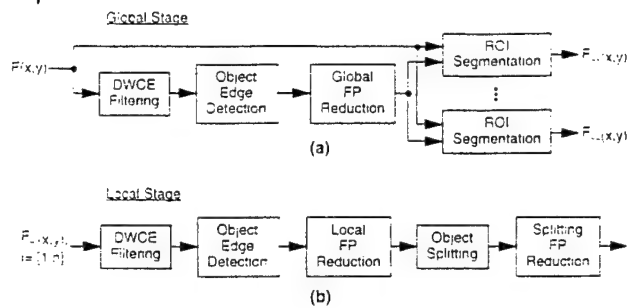 Global Stage
F(x,y)
DWCE
Filtering
Object
Edge
Detection
Global
FP
Reduction
ROI
Segmentation
ROI
Segmentation
(x,y)
(x,y)
(a)
Local Stage
DWCE
Filtering
Object
Edge
Detection
Local
FP
Reduction
Object
Splitting
Splitting
FP
Reduction
(b)